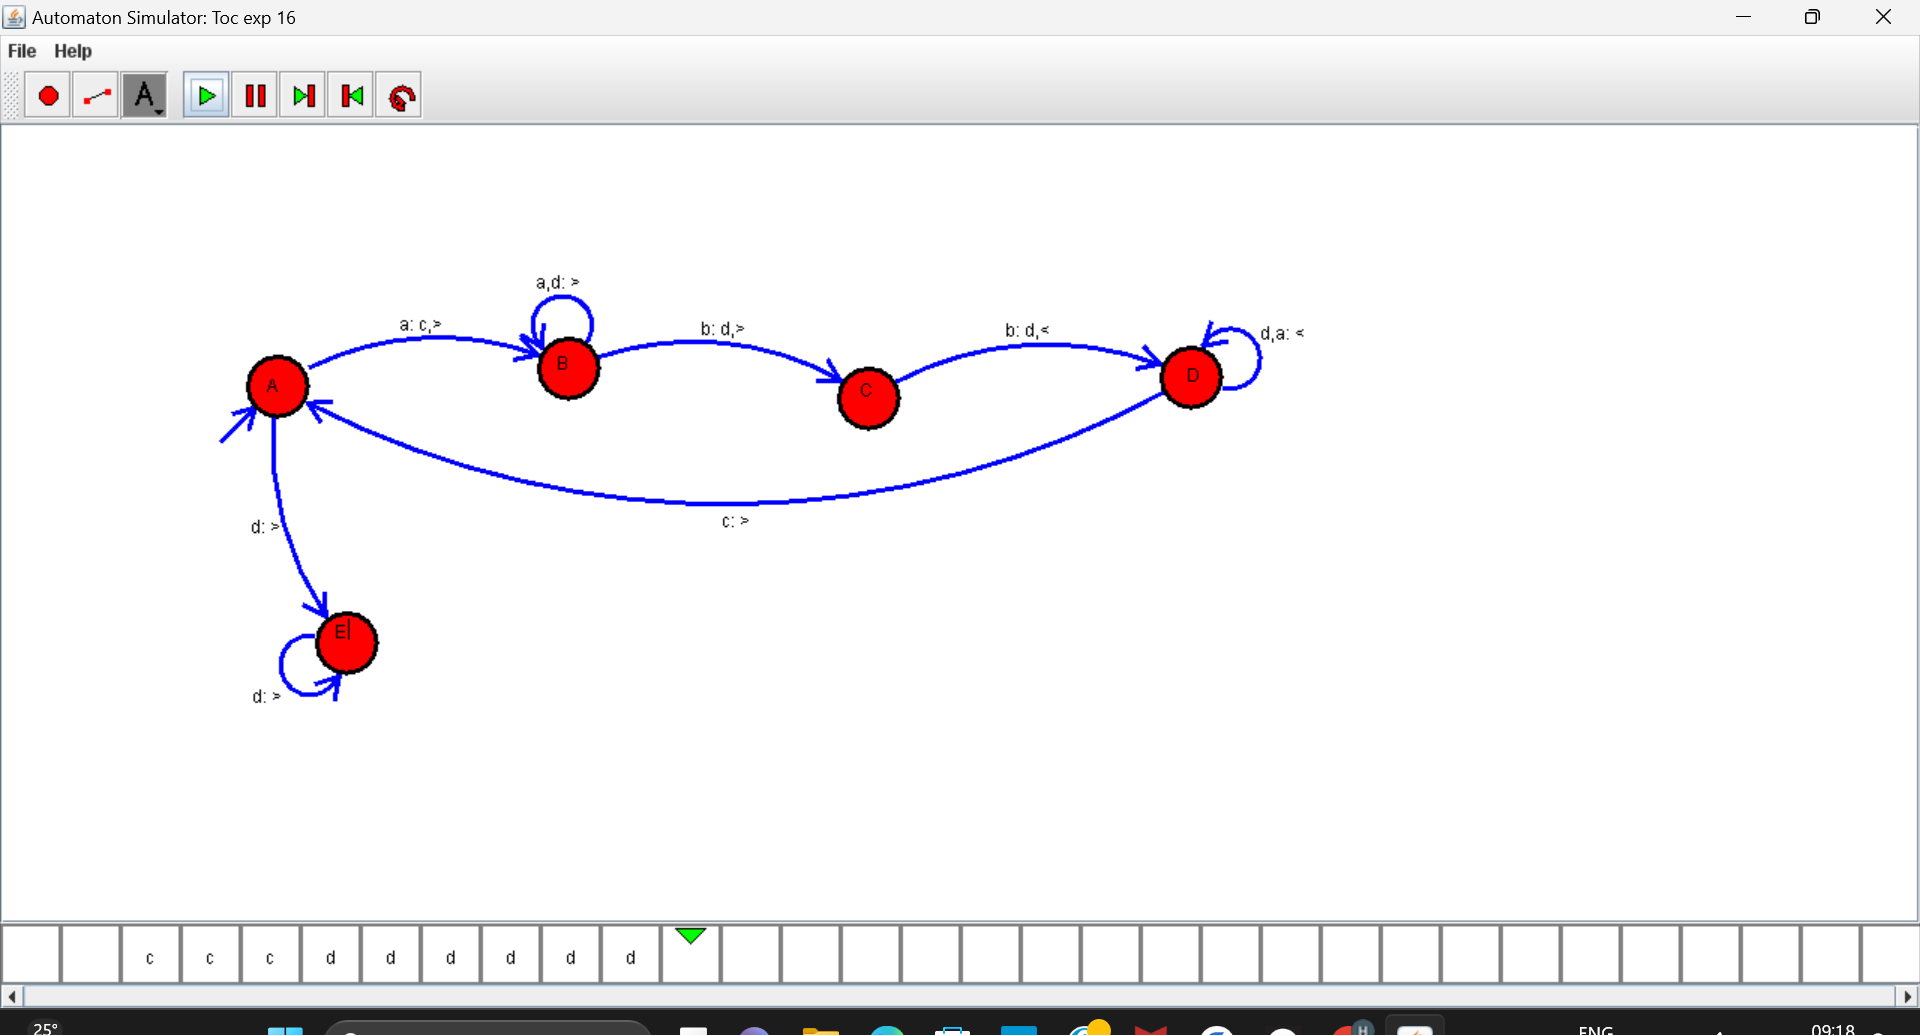 Automaton Simulator: Toc exp 16
File Help
A
a,d: >
a: c,>
b: d,>
b: d,<
d,a: <
A
B
C
D
c: >
d: >
E
d: >
c c c d d d d d d
25°
H
ENG
09:18